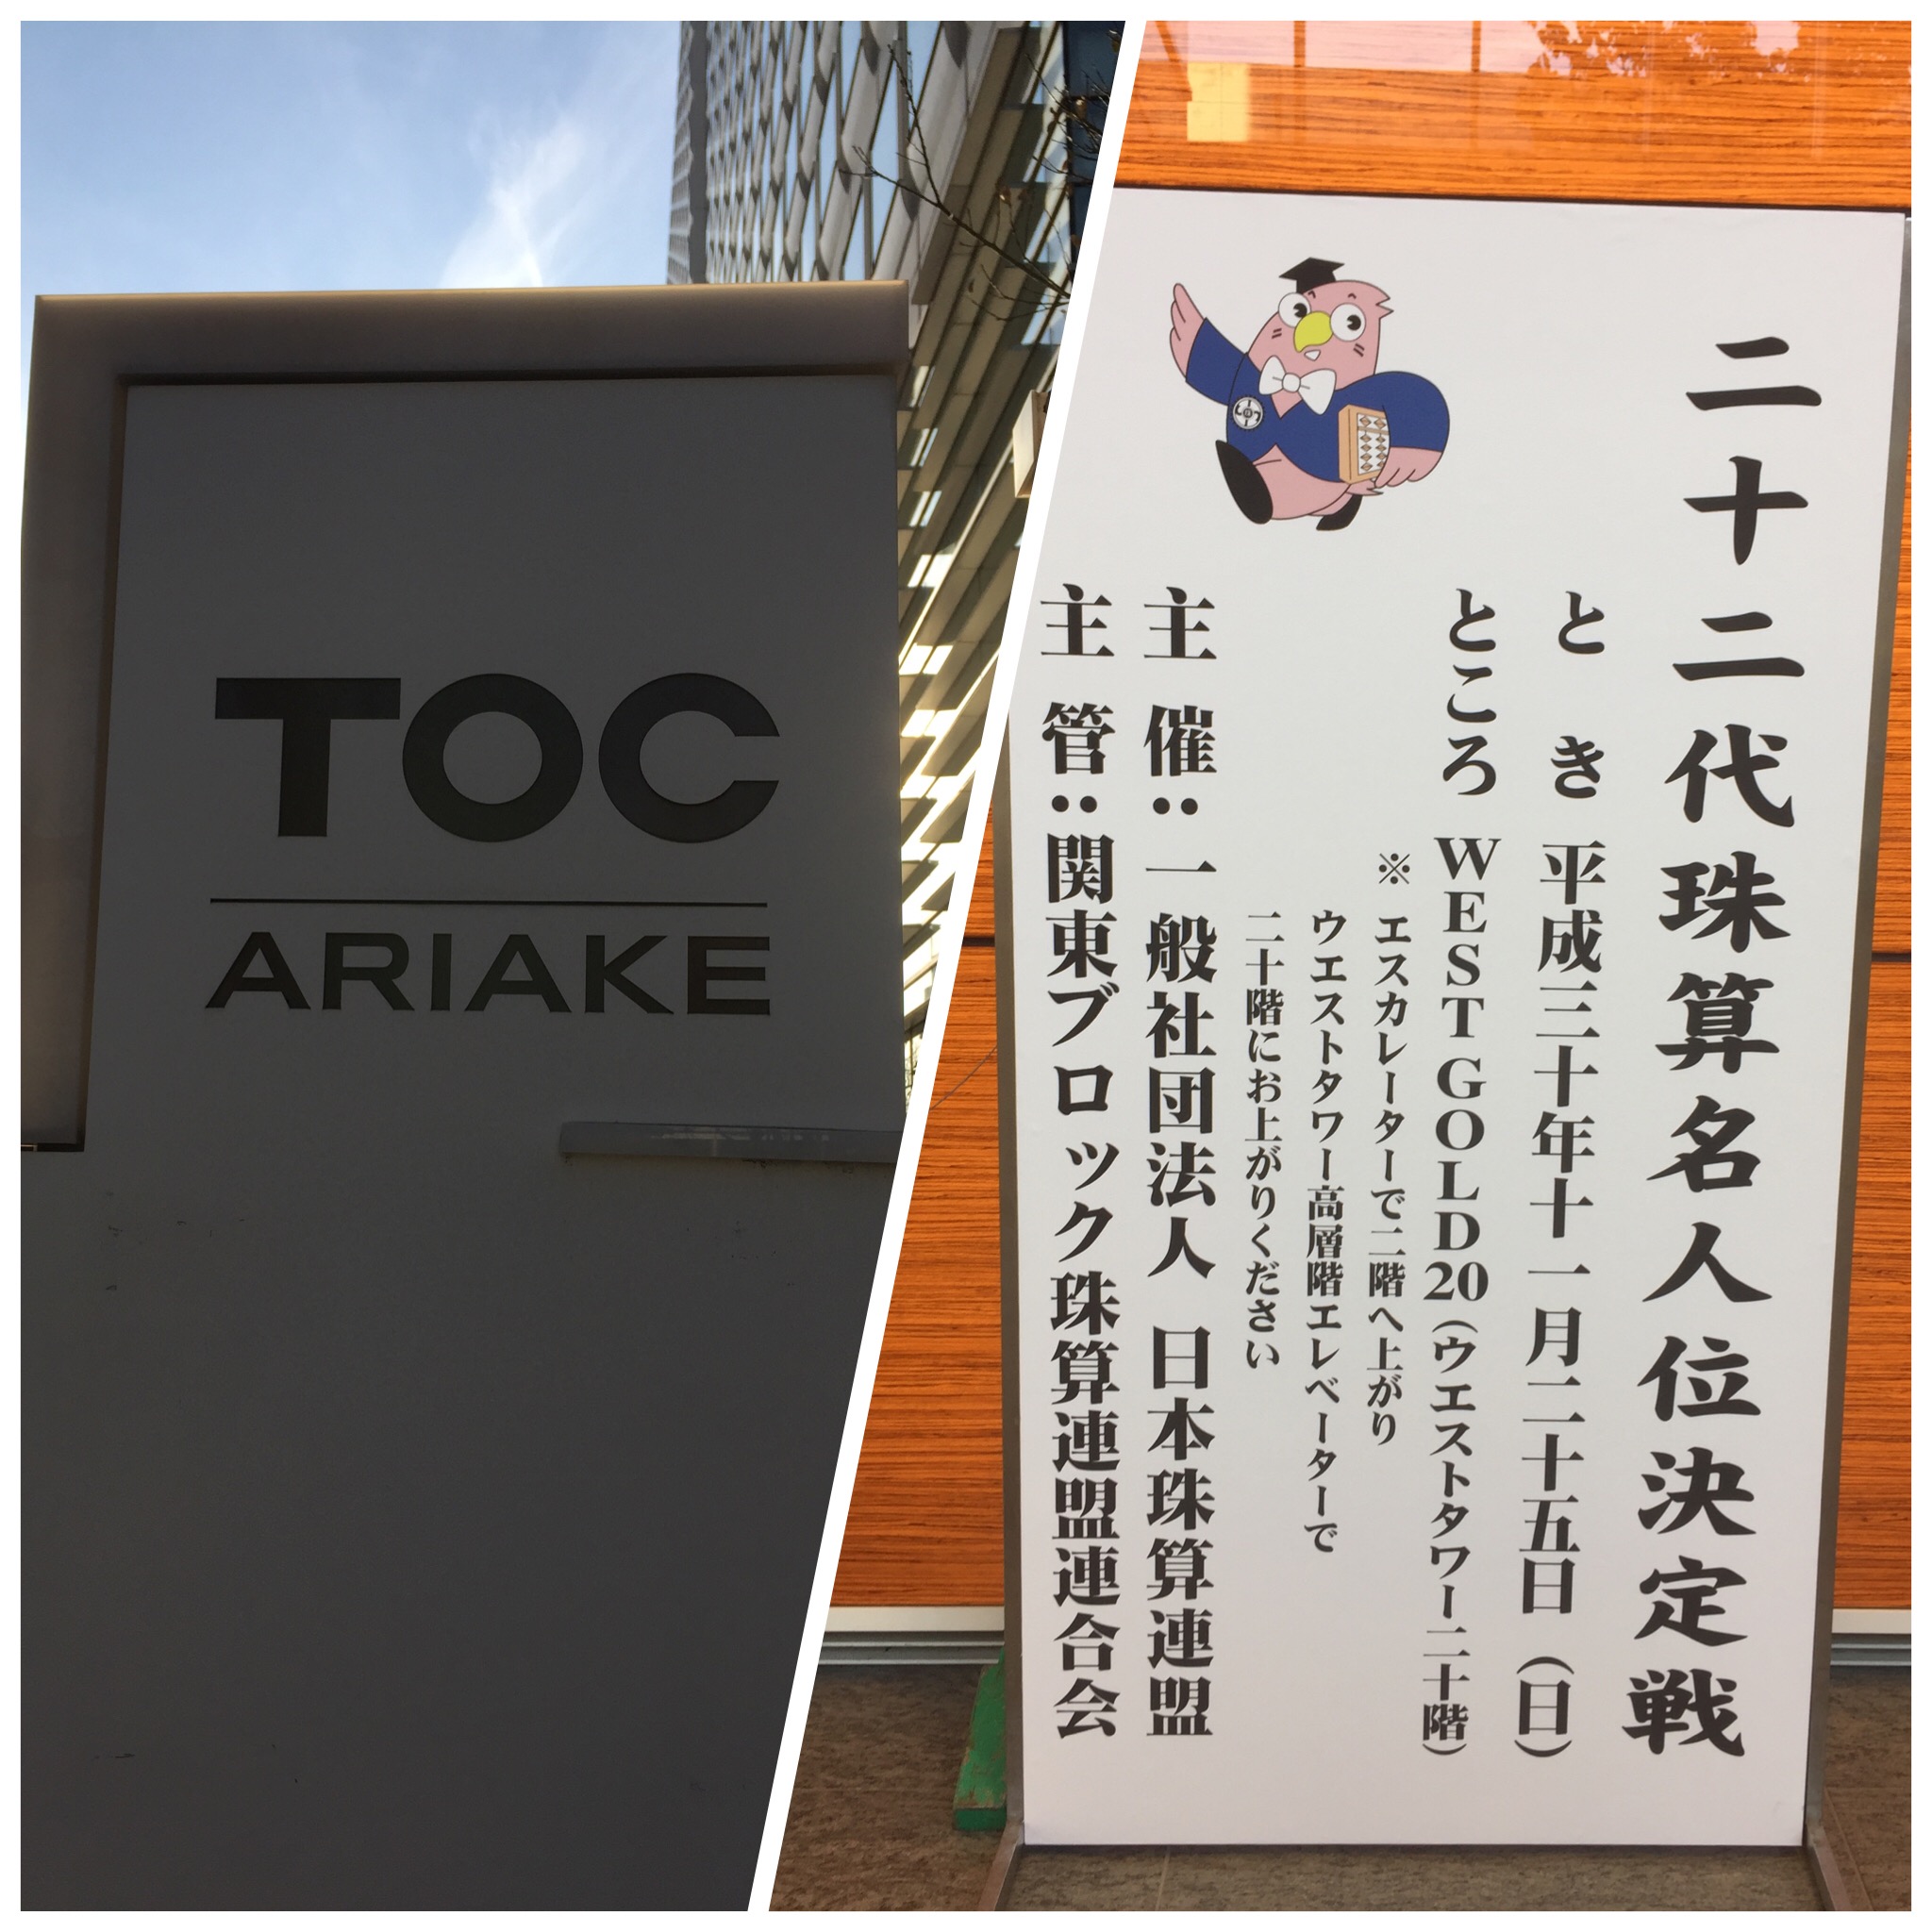 TOC
ARIAKE
二十二代珠算名人位決定戦
とき 平成三十年十一月二十五日(日)
ところ WEST GOLD 20(ウエストタワー二十階)
※エスカレーターで二階へ上がり
ウエストタワー高層階エレベーターで
二十階にお上がりください
主催:一般社団法人 日本珠算連盟
主管:関東ブロック珠算連盟連合会